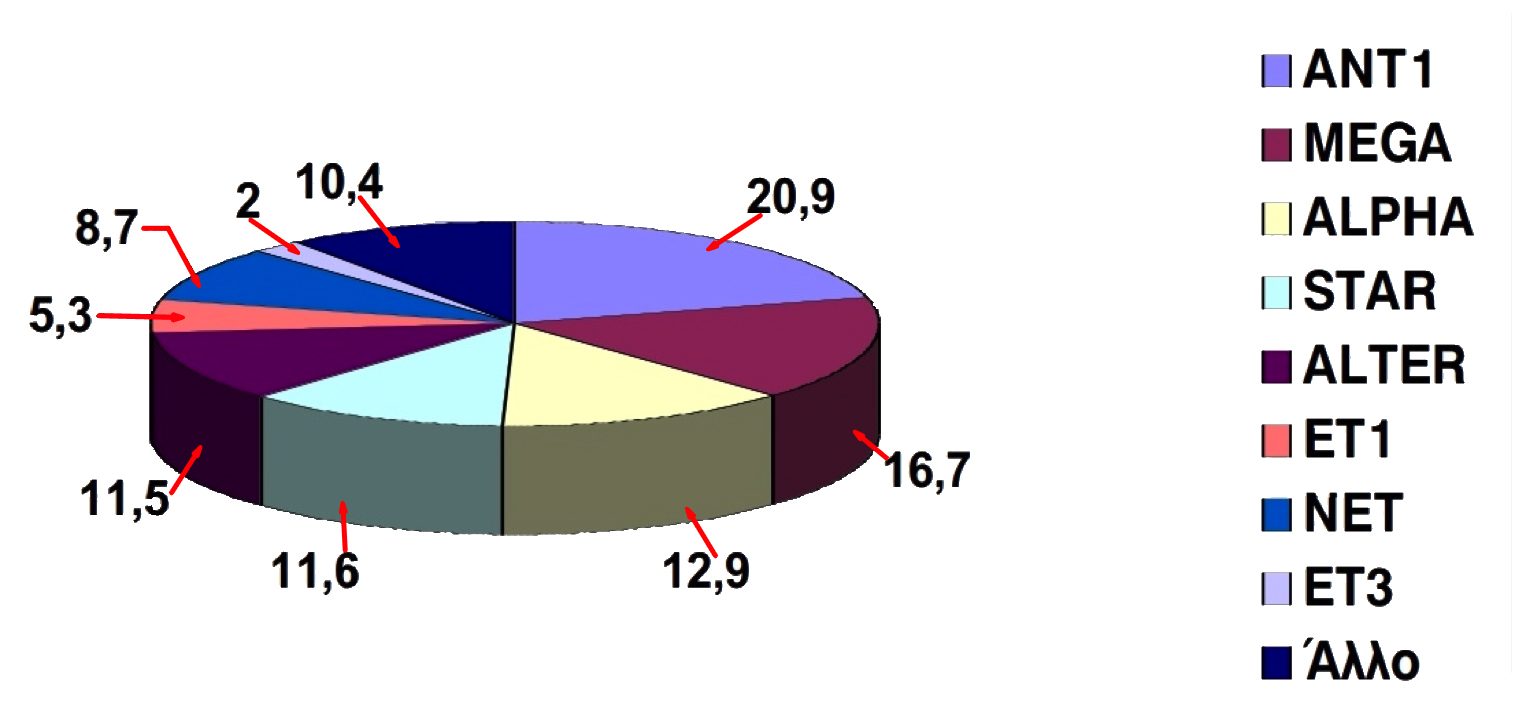 10,4
2
20,9
8,7
5,3
16,7
11,5
11,6
12,9
ANT1
MEGA
ALPHA
STAR
ALTER
ET1
NET
ET3
Άλλο